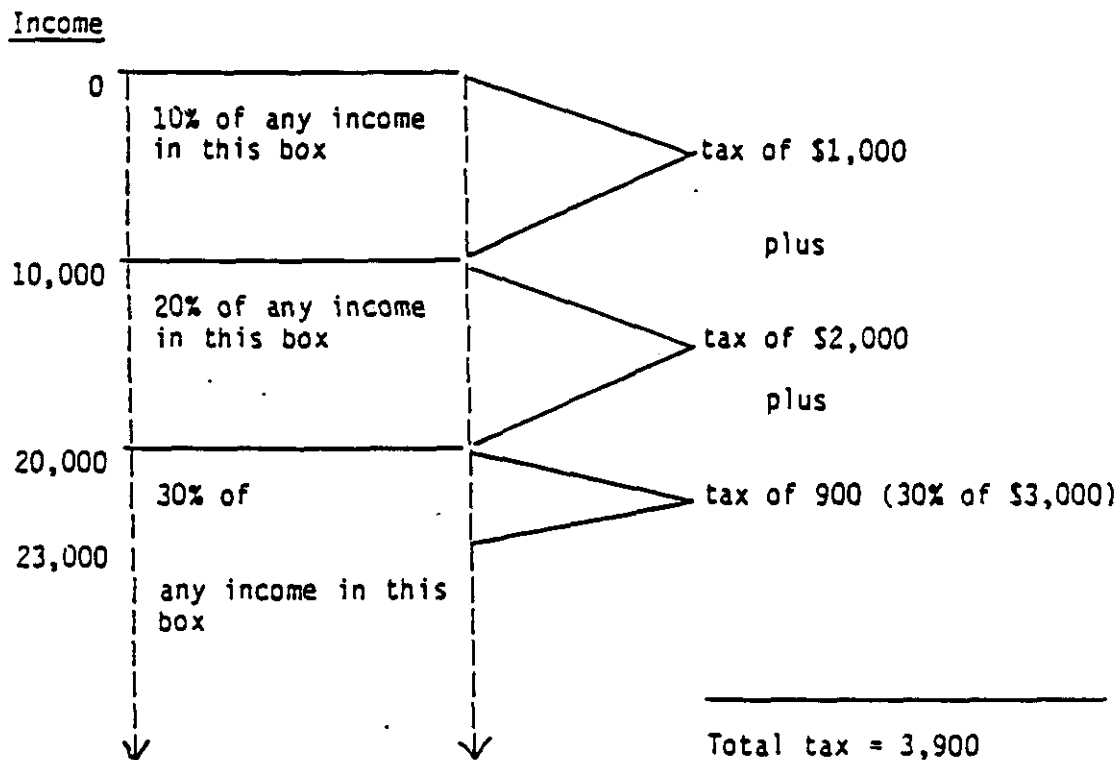 Income
0
10% of any income
in this box
tax of $1,000
plus
10,000
20% of any income
in this box
tax of $2,000
plus
20,000
30% of
tax of 900 (30% of $3,000)
23,000
any income in this
box
Total tax = 3,900